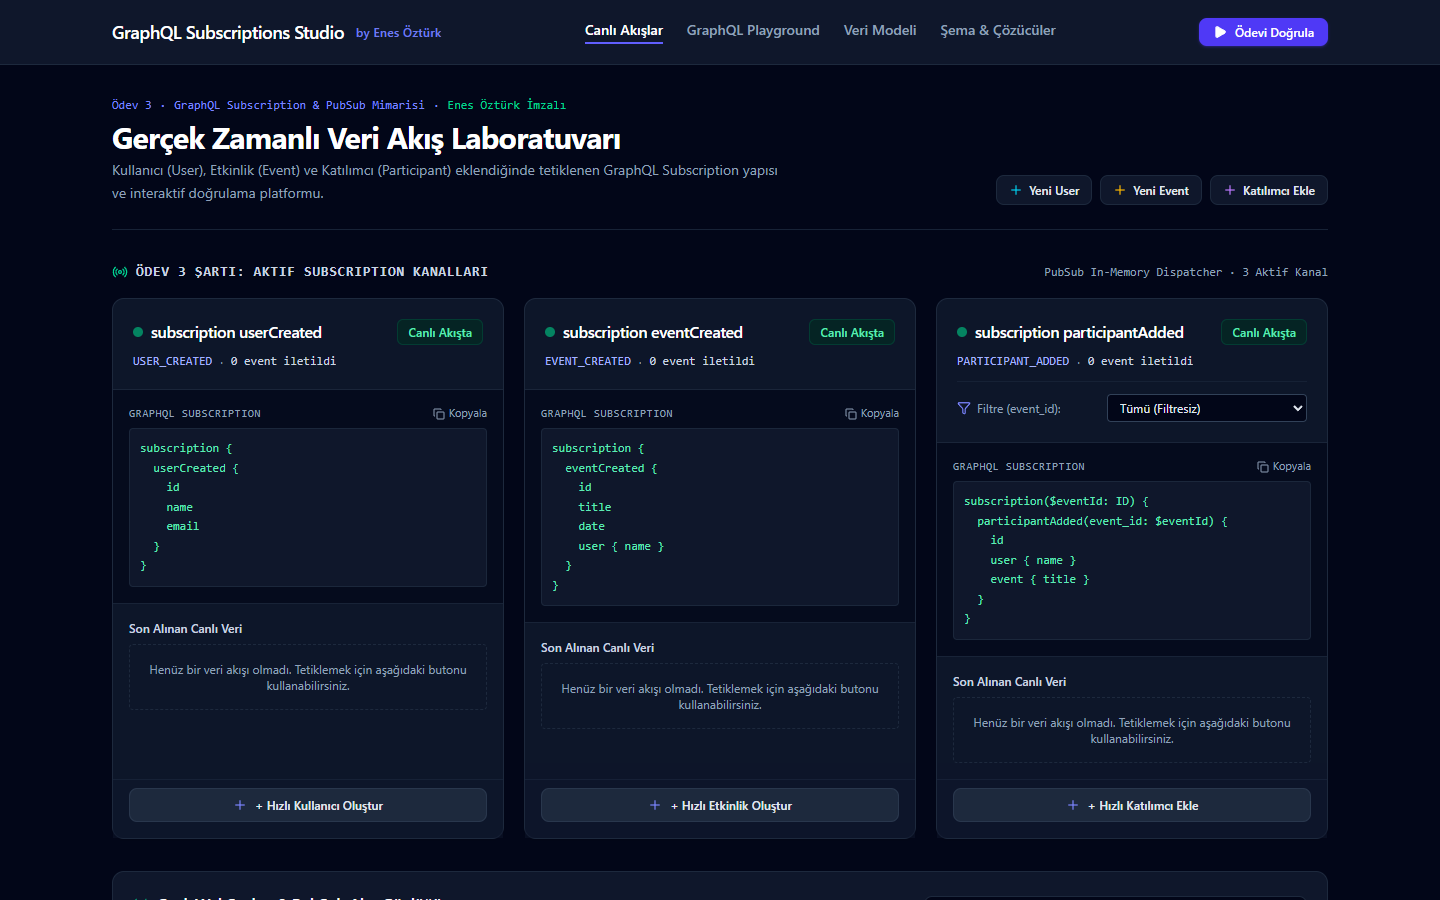 GraphQL Subscriptions Studio by Enes Öztürk
Canlı Akışlar GraphQL Playground Veri Modeli Şema & Çözücüler
Ödevi Doğrula
Ödev 3 · GraphQL Subscription & PubSub Mimarisi · Enes Öztürk İmzalı
Gerçek Zamanlı Veri Akış Laboratuvarı
Kullanıcı (User), Etkinlik (Event) ve Katılımcı (Participant) eklendiğinde tetiklenen GraphQL Subscription yapısı
ve interaktif doğrulama platformu.
+ Yeni User + Yeni Event + Katılımcı Ekle
ÖDEV 3 ŞARTI: AKTIF SUBSCRIPTION KANALLARI
PubSub In-Memory Dispatcher · 3 Aktif Kanal
subscription userCreated Canlı Akışta
USER_CREATED · 0 event iletildi
GRAPHQL SUBSCRIPTION Kopyala
subscription {
userCreated {
id
name
email
}
}
Son Alınan Canlı Veri
Henüz bir veri akışı olmadı. Tetiklemek için aşağıdaki butonu
kullanabilirsiniz.
+ + Hızlı Kullanıcı Oluştur
subscription eventCreated Canlı Akışta
EVENT_CREATED · 0 event iletildi
GRAPHQL SUBSCRIPTION Kopyala
subscription {
eventCreated {
id
title
date
user { name }
}
}
Son Alınan Canlı Veri
Henüz bir veri akışı olmadı. Tetiklemek için aşağıdaki butonu
kullanabilirsiniz.
+ + Hızlı Etkinlik Oluştur
subscription participantAdded Canlı Akışta
PARTICIPANT_ADDED · 0 event iletildi
Filtre (event_id): Tümü (Filtresiz)
GRAPHQL SUBSCRIPTION Kopyala
subscription($eventId: ID) {
participantAdded(event_id: $eventId) {
id
user { name }
event { title }
}
}
Son Alınan Canlı Veri
Henüz bir veri akışı olmadı. Tetiklemek için aşağıdaki butonu
kullanabilirsiniz.
+ + Hızlı Katılımcı Ekle